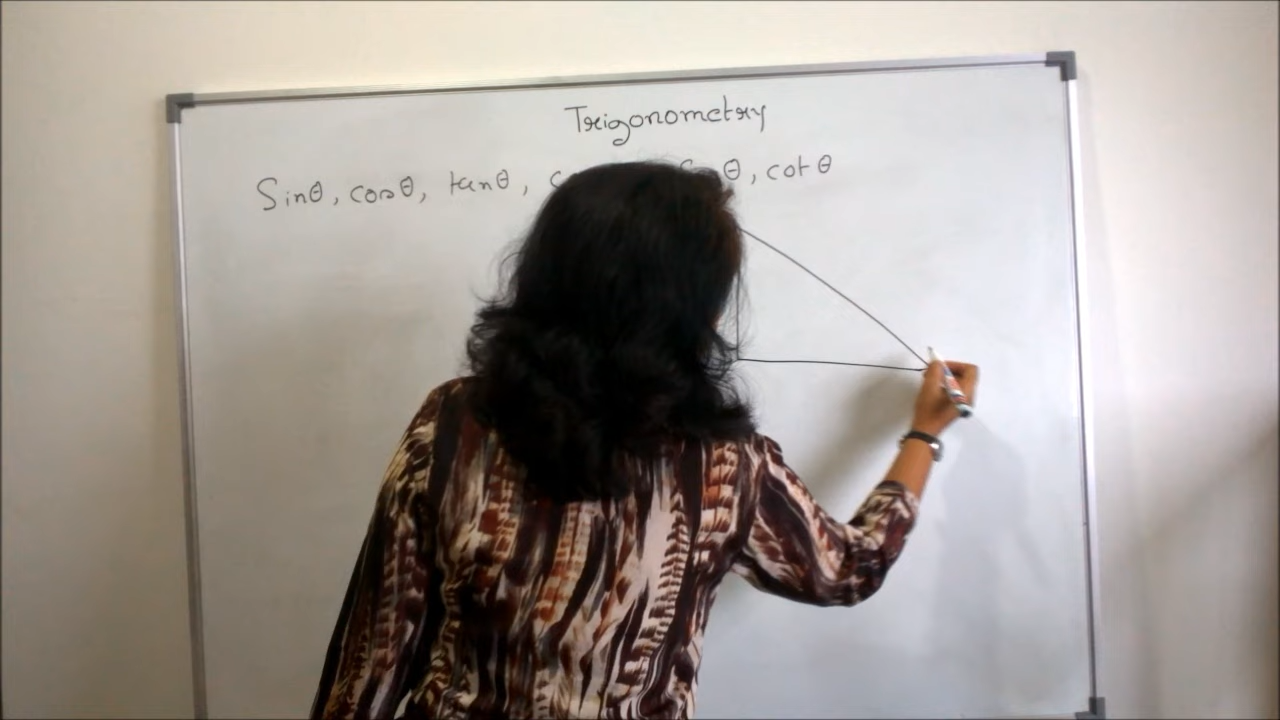 Trigonometry
Sinθ, cosθ, tanθ, θ, cotθ